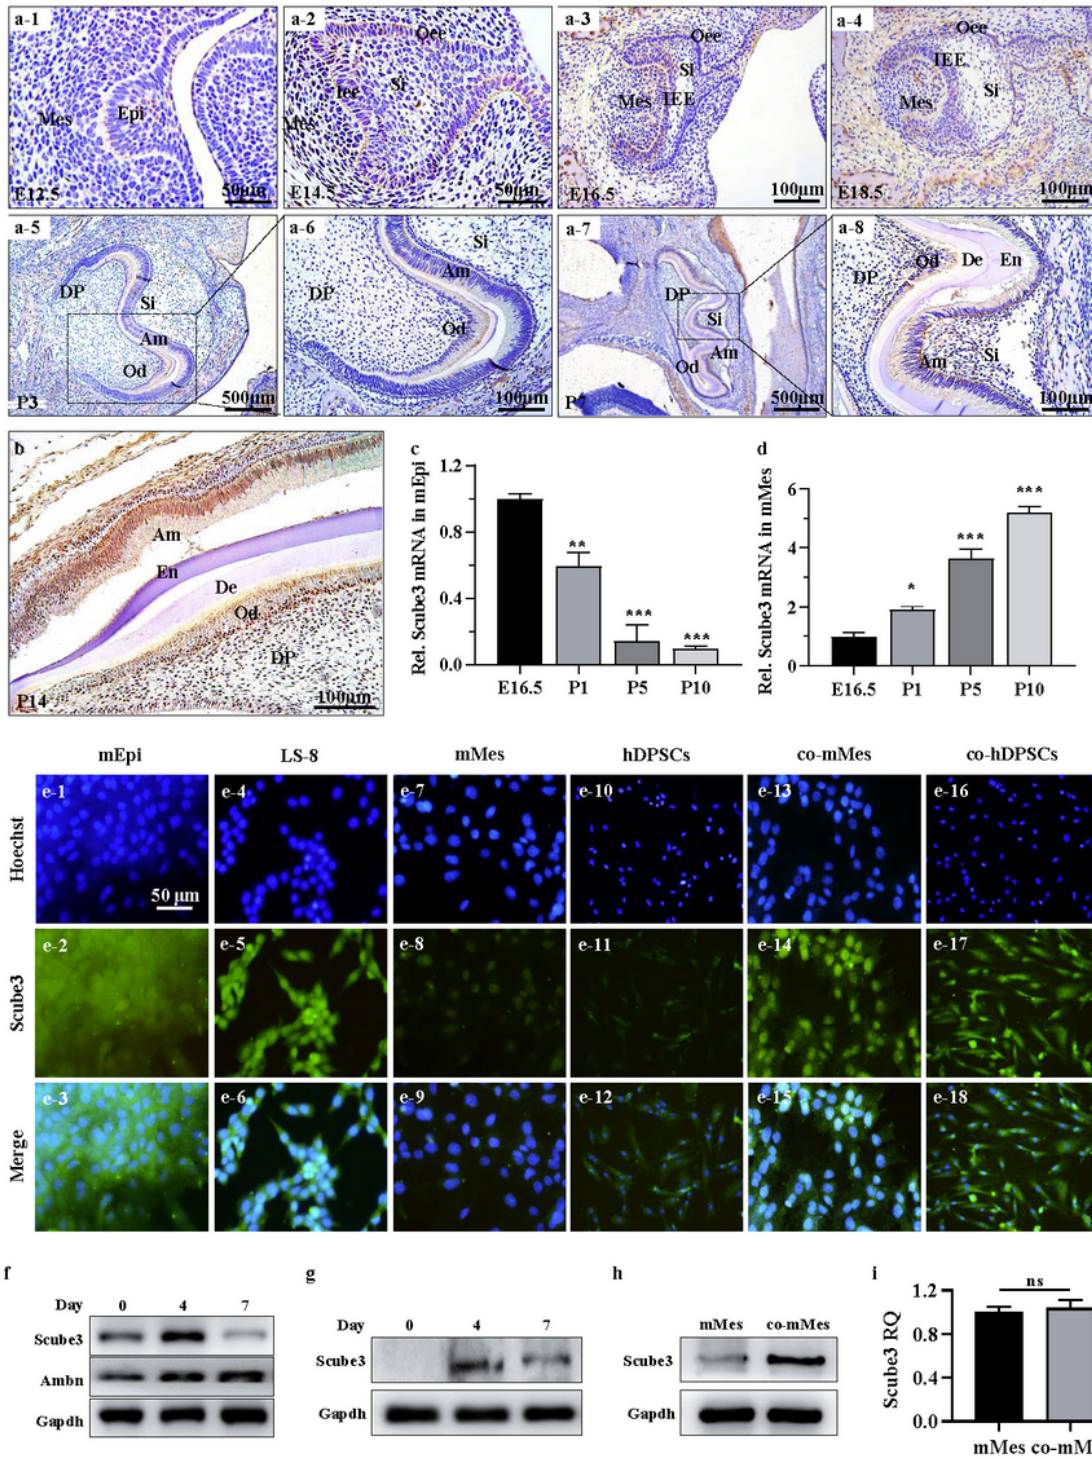 a-1 a-2 a-3 a-4
Mes Epi E12.5 50μm
Oee Si Iee Mes E14.5 50μm
Oee Si Mes IEE E16.5 100μm
Oee IEE Mes Si E18.5 100μm
a-5 a-6 a-7 a-8
DP Si Am Od P3 500μm
Si Am DP Od 100μm
DP Si Am Od P7 500μm
DP Od De En Am Si 100μm
b
Am
En
De
Od
DP
P14 100μm
c
Rel. Scube3 mRNA in mEpi
1.2
0.8
0.4
0.0
**
***
***
E16.5 P1 P5 P10
d
Rel. Scube3 mRNA in mMes
6
4
2
0
*
***
***
E16.5 P1 P5 P10
mEpi LS-8 mMes hDPSCs co-mMes co-hDPSCs
Hoechst
e-1 e-4 e-7 e-10 e-13 e-16
50 μm
Scube3
e-2 e-5 e-8 e-11 e-14 e-17
Merge
e-3 e-6 e-9 e-12 e-15 e-18
f
Day 0 4 7
Scube3
Ambn
Gapdh
g
Day 0 4 7
Scube3
Gapdh
h
mMes co-mMes
Scube3
Gapdh
i
Scube3 RQ
1.2
0.8
0.4
0.0
ns
mMes co-mM